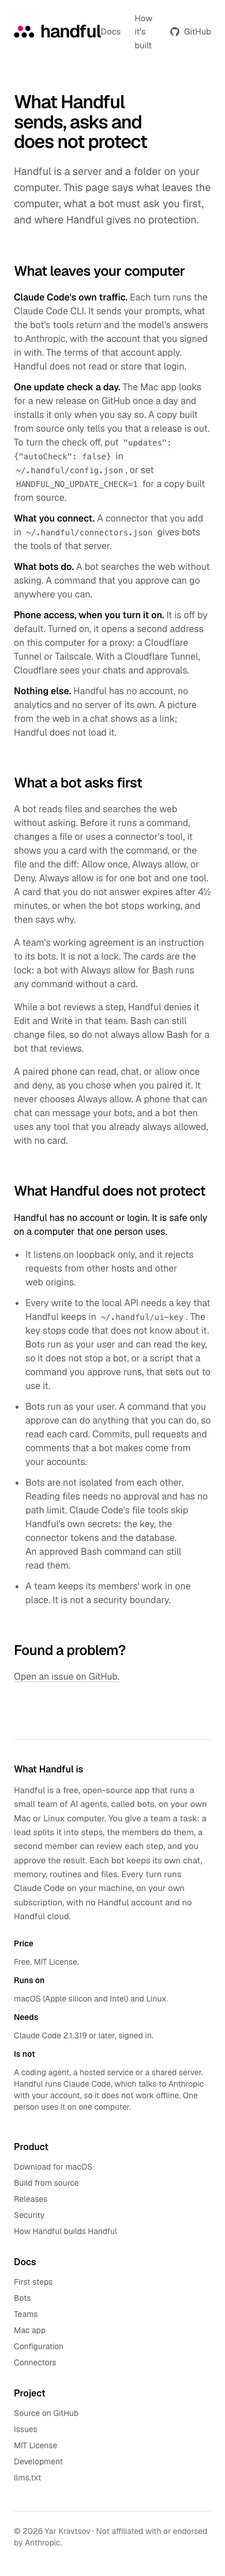 handful
Docs
How it's built
GitHub
What Handful
sends, asks and
does not protect
Handful is a server and a folder on your
computer. This page says what leaves the
computer, what a bot must ask you first,
and where Handful gives no protection.
What leaves your computer
Claude Code's own traffic. Each turn runs the
Claude Code CLI. It sends your prompts, what
the bot's tools return and the model's answers
to Anthropic, with the account that you signed
in with. The terms of that account apply.
Handful does not read or store that login.
One update check a day. The Mac app looks
for a new release on GitHub once a day and
installs it only when you say so. A copy built
from source only tells you that a release is out.
To turn the check off, put "updates":
{"autoCheck": false} in
~/.handful/config.json, or set
HANDFUL_NO_UPDATE_CHECK=1 for a copy built
from source.
What you connect. A connector that you add
in ~/.handful/connectors.json gives bots
the tools of that server.
What bots do. A bot searches the web without
asking. A command that you approve can go
anywhere you can.
Phone access, when you turn it on. It is off by
default. Turned on, it opens a second address
on this computer for a proxy: a Cloudflare
Tunnel or Tailscale. With a Cloudflare Tunnel,
Cloudflare sees your chats and approvals.
Nothing else. Handful has no account, no
analytics and no server of its own. A picture
from the web in a chat shows as a link;
Handful does not load it.
What a bot asks first
A bot reads files and searches the web
without asking. Before it runs a command,
changes a file or uses a connector's tool, it
shows you a card with the command, or the
file and the diff: Allow once, Always allow, or
Deny. Always allow is for one bot and one tool.
A card that you do not answer expires after 4½
minutes, or when the bot stops working, and
then says why.
A team's working agreement is an instruction
to its bots. It is not a lock. The cards are the
lock: a bot with Always allow for Bash runs
any command without a card.
While a bot reviews a step, Handful denies it
Edit and Write in that team. Bash can still
change files, so do not always allow Bash for a
bot that reviews.
A paired phone can read, chat, or allow once
and deny, as you chose when you paired it. It
never chooses Always allow. A phone that can
chat can message your bots, and a bot then
uses any tool that you already always allowed,
with no card.
What Handful does not protect
Handful has no account or login. It is safe only
on a computer that one person uses.
• It listens on loopback only, and it rejects
requests from other hosts and other
web origins.
• Every write to the local API needs a key that
Handful keeps in ~/.handful/ui-key. The
key stops code that does not know about it.
Bots run as your user and can read the key,
so it does not stop a bot, or a script that a
command you approve runs, that sets out to
use it.
• Bots run as your user. A command that you
approve can do anything that you can do, so
read each card. Commits, pull requests and
comments that a bot makes come from
your accounts.
• Bots are not isolated from each other.
Reading files needs no approval and has no
path limit. Claude Code's file tools skip
Handful's own secrets: the key, the
connector tokens and the database.
An approved Bash command can still
read them.
• A team keeps its members' work in one
place. It is not a security boundary.
Found a problem?
Open an issue on GitHub.
What Handful is
Handful is a free, open-source app that runs a
small team of AI agents, called bots, on your own
Mac or Linux computer. You give a team a task: a
lead splits it into steps, the members do them, a
second member can review each step, and you
approve the result. Each bot keeps its own chat,
memory, routines and files. Every turn runs
Claude Code on your machine, on your own
subscription, with no Handful account and no
Handful cloud.
Price
Free. MIT License.
Runs on
macOS (Apple silicon and Intel) and Linux.
Needs
Claude Code 2.1.319 or later, signed in.
Is not
A coding agent, a hosted service or a shared server.
Handful runs Claude Code, which talks to Anthropic
with your account, so it does not work offline. One
person uses it on one computer.
Product
Download for macOS
Build from source
Releases
Security
How Handful builds Handful
Docs
First steps
Bots
Teams
Mac app
Configuration
Connectors
Project
Source on GitHub
Issues
MIT License
Development
llms.txt
© 2026 Yar Kravtsov · Not affiliated with or endorsed
by Anthropic.